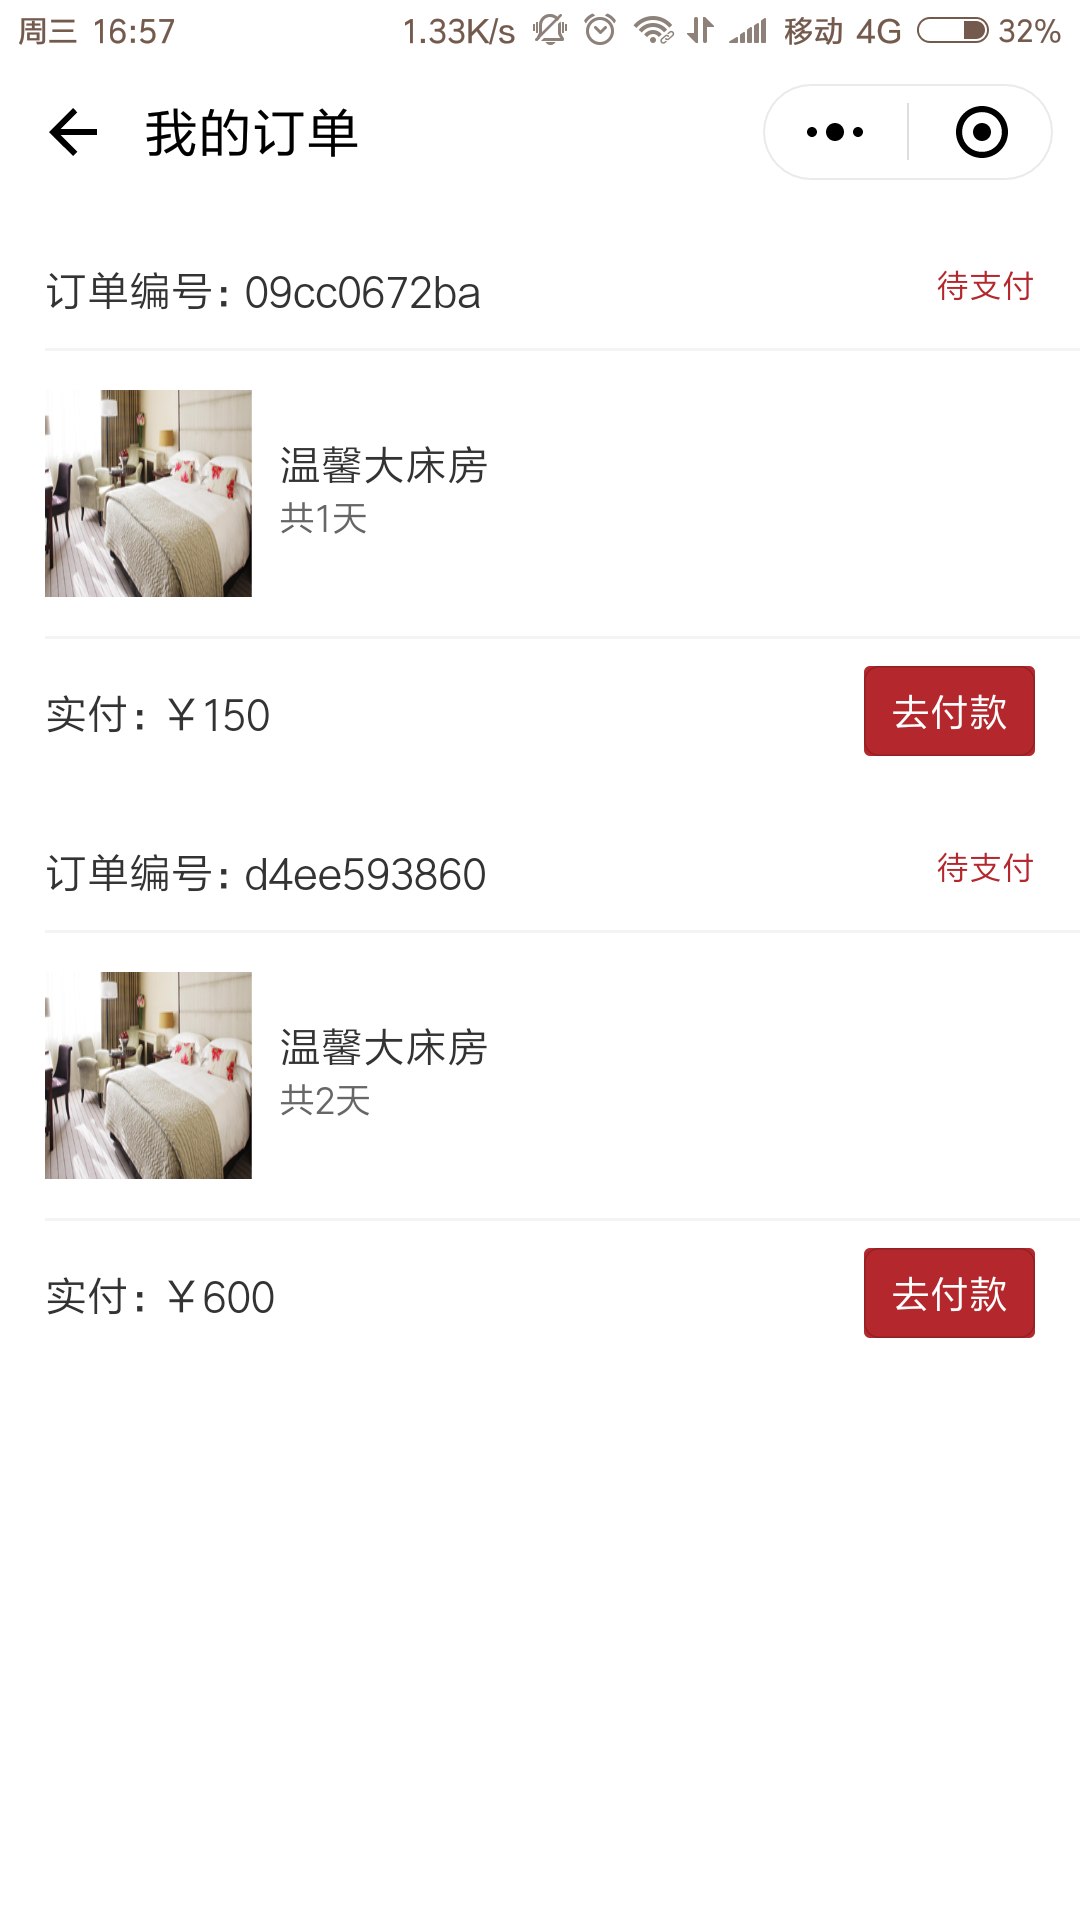 周三 16:57 1.33K/s 移动 4G 32%
我的订单
订单编号: 09cc0672ba 待支付
温馨大床房
共1天
实付: ￥150 去付款
订单编号: d4ee593860 待支付
温馨大床房
共2天
实付: ￥600 去付款